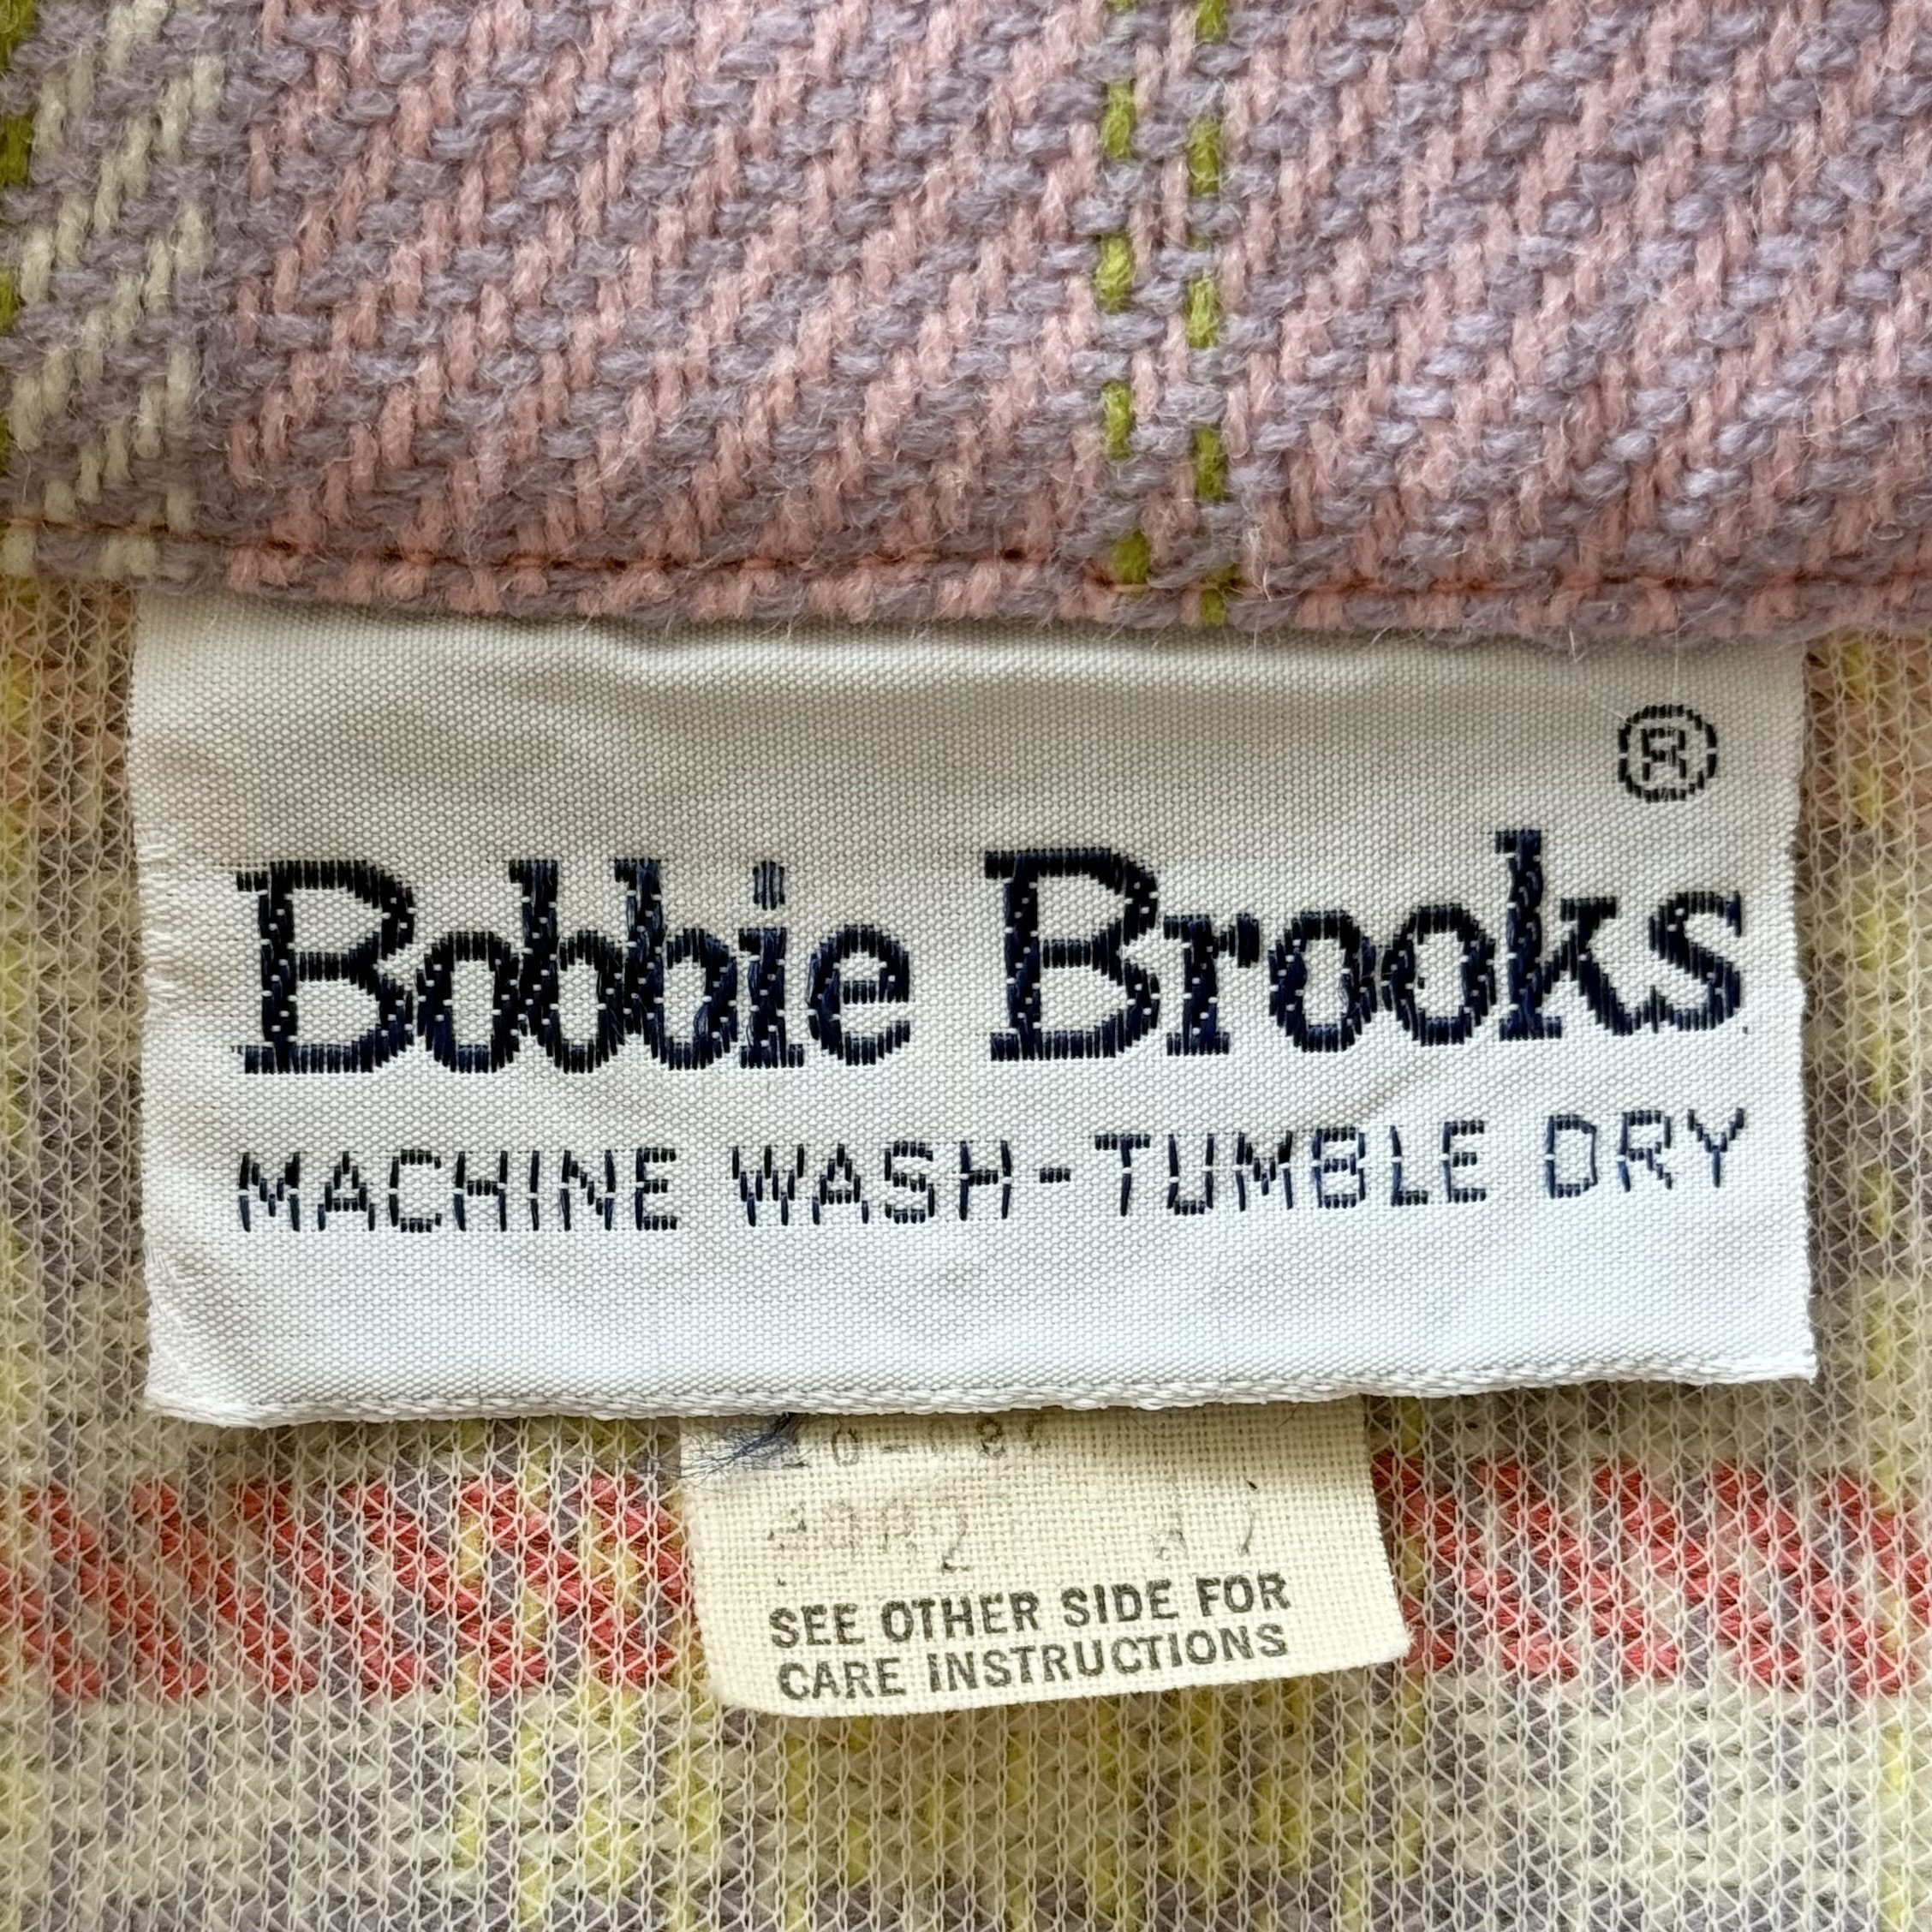 ®
Bobbie Brooks
MACHINE WASH-TUMBLE DRY
SEE OTHER SIDE FOR
CARE INSTRUCTIONS